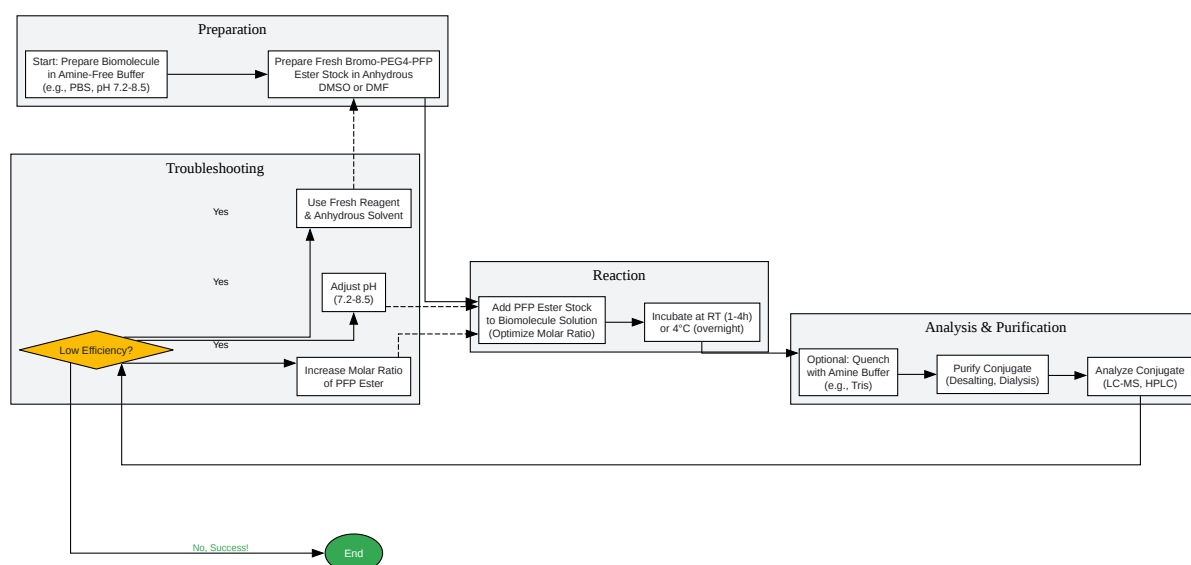 Preparation
Start: Prepare Biomolecule
in Amine-Free Buffer
(e.g., PBS, pH 7.2-8.5)
Prepare Fresh Bromo-PEG4-PFP
Ester Stock in Anhydrous
DMSO or DMF
Troubleshooting
Yes
Use Fresh Reagent
& Anhydrous Solvent
Yes
Adjust pH
(7.2-8.5)
Low Efficiency?
Yes
Increase Molar Ratio
of PFP Ester
Reaction
Add PFP Ester Stock
to Biomolecule Solution
(Optimize Molar Ratio)
Incubate at RT (1-4h)
or 4°C (overnight)
Analysis & Purification
Optional: Quench
with Amine Buffer
(e.g., Tris)
Purify Conjugate
(Desalting, Dialysis)
Analyze Conjugate
(LC-MS, HPLC)
No, Success!
End